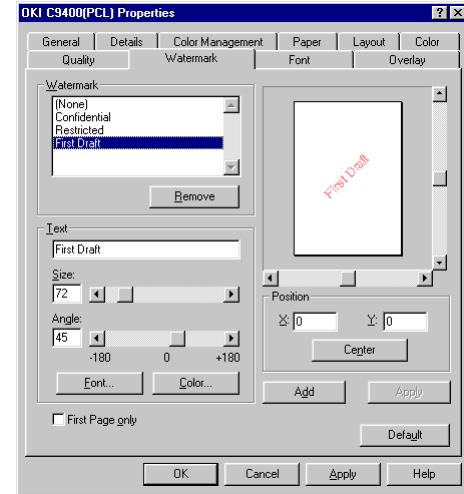 OKI C9400(PCL) Properties
General Details Color Management Paper Layout Color
Quality Watermark Font Overlay
Watermark
(None)
Confidential
Restricted
First Draft
Remove
First Draft
Text
First Draft
Size:
72
Angle:
45
-180 0 +180
Font... Color...
First Page only
Position
X: 0 Y: 0
Center
Add Apply
Default
OK Cancel Apply Help